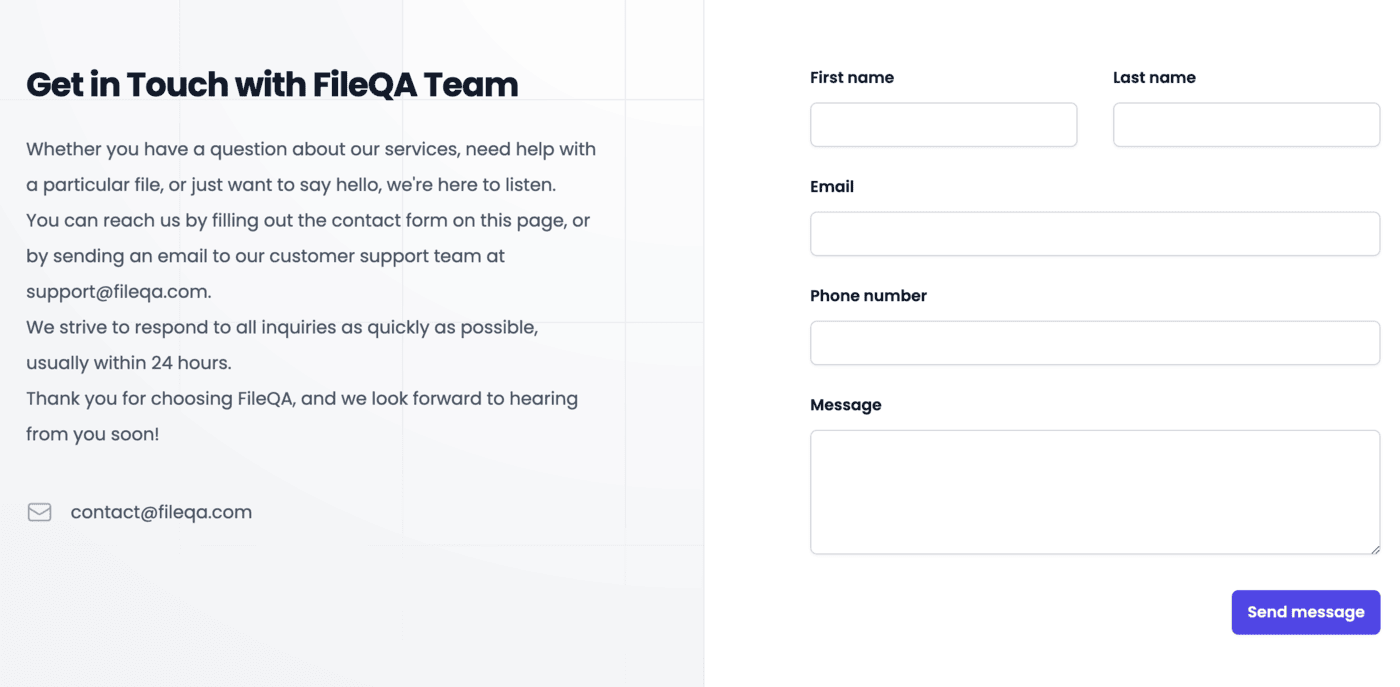 Get in Touch with FileQA Team
Whether you have a question about our services, need help with
a particular file, or just want to say hello, we're here to listen.
You can reach us by filling out the contact form on this page, or
by sending an email to our customer support team at
support@fileqa.com.
We strive to respond to all inquiries as quickly as possible,
usually within 24 hours.
Thank you for choosing FileQA, and we look forward to hearing
from you soon!
contact@fileqa.com
First name
Last name
Email
Phone number
Message
Send message